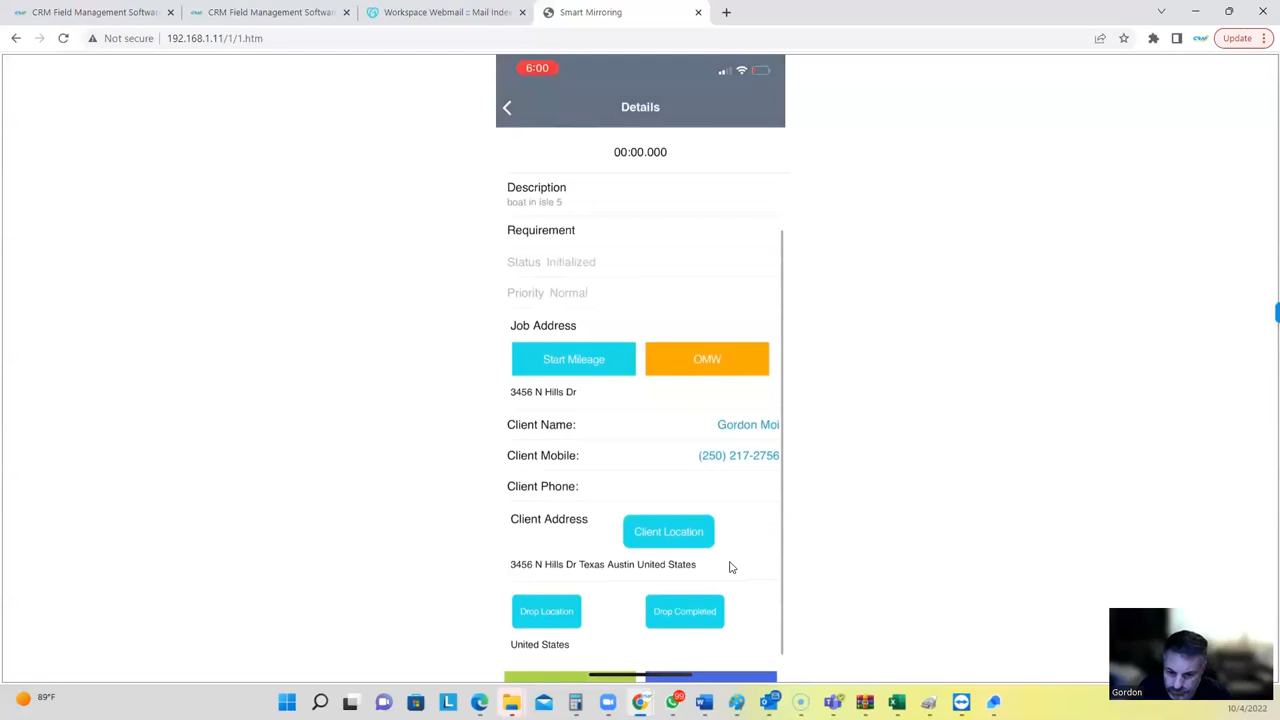 CRM Field Management Softwar
CRM Field Management Softwar
Workspace Webmail :: Mail Index
Smart Mirroring
Not secure
192.168.1.11/1/1.htm
Update
6:00
Details
00:00.000
Description
boat in isle 5
Requirement
Status Initialized
Priority Normal
Job Address
Start Mileage
OMW
3456 N Hills Dr
Client Name:
Gordon Moi
Client Mobile:
(250) 217-2756
Client Phone:
Client Address
Client Location
3456 N Hills Dr Texas Austin United States
Drop Location
Drop Completed
United States
Gordon
89°F
99
10/4/2022